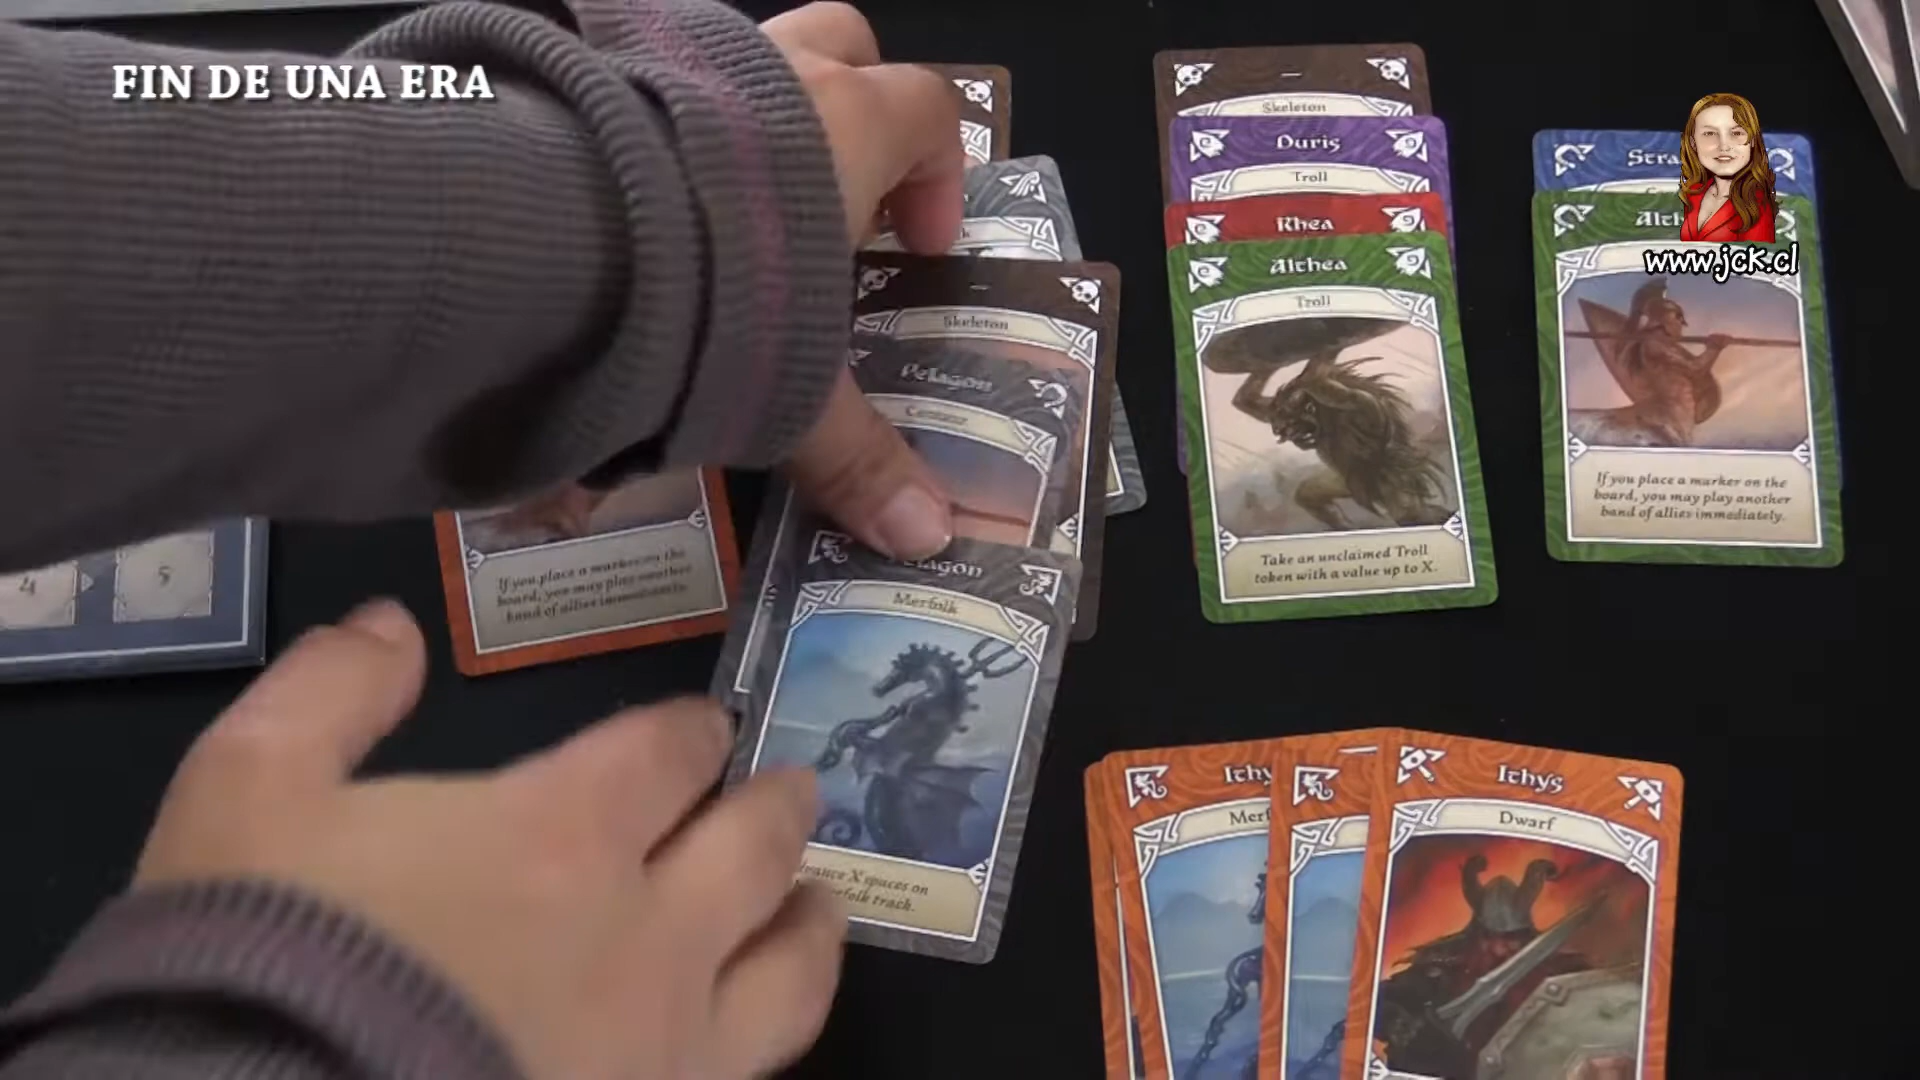 FIN DE UNA ERA
Skeleton
Duris
Troll
Rhea
Althea
Troll
Take an unclaimed Troll
token with a value up to X.
www.jck.cl
If you place a marker on the
board, you may play another
band of allies immediately.
Skeleton
Pelagon
Centaur
Merfolk
spaces on
track.
4
5
If you place a marker on the
board, you may play another
band of allies immediately.
Ithys
Dwarf